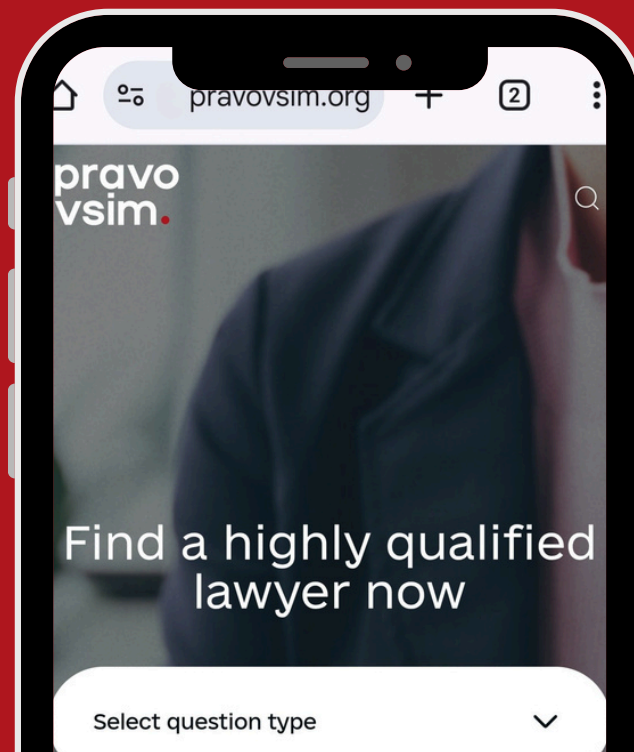 pravovsim.org
2
pravo
vsim.
Find a highly qualified
lawyer now
Select question type